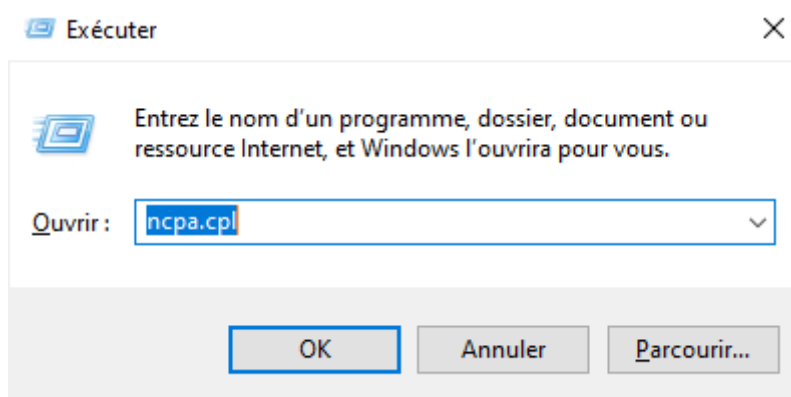 Exécuter
Entrez le nom d'un programme, dossier, document ou
ressource Internet, et Windows l'ouvrira pour vous.
Ouvrir : ncpa.cpl
OK Annuler Parcourir...